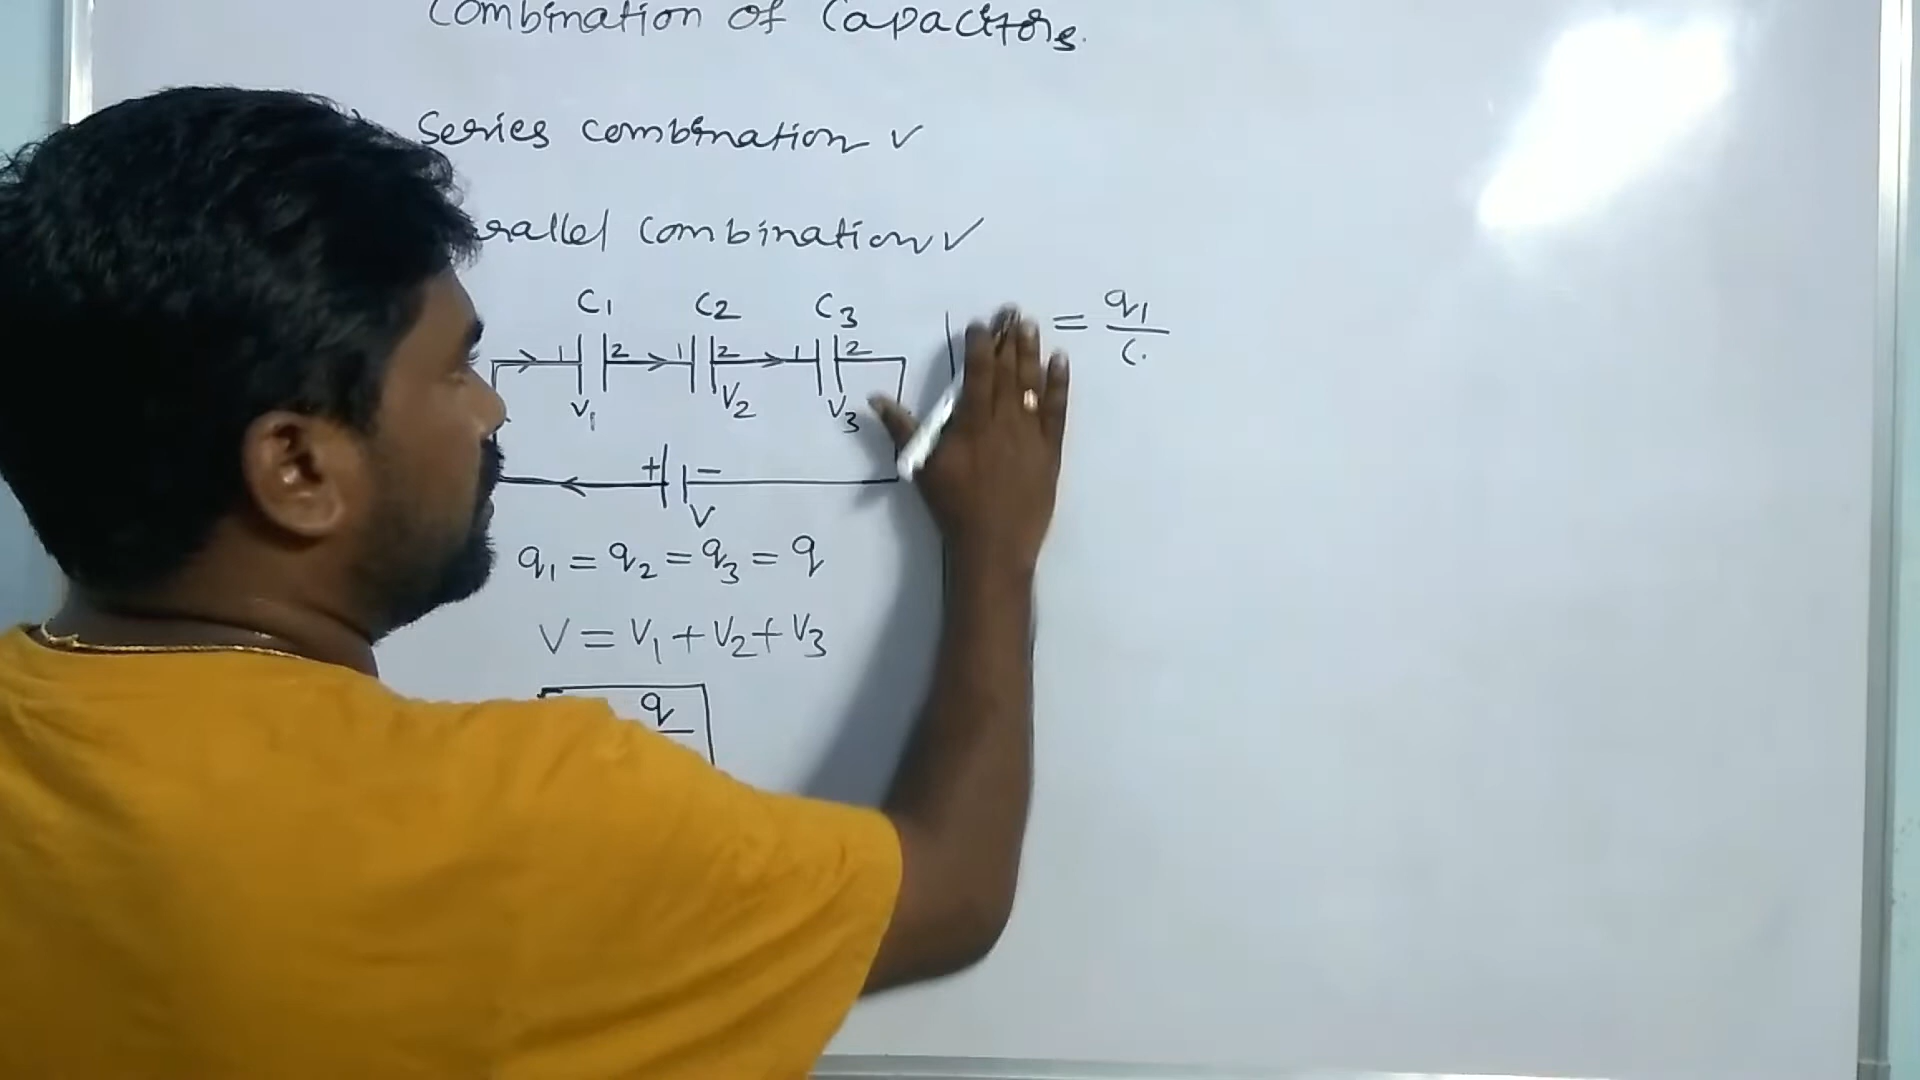 Combination of Capacitors.
Series combination ✓
rallel combination ✓
C1 C2 C3
1 2 1 2 1 2
V1 V2 V3
+ −
V
q1 = q2 = q3 = q
V = V1 + V2 + V3
q
= q1
C